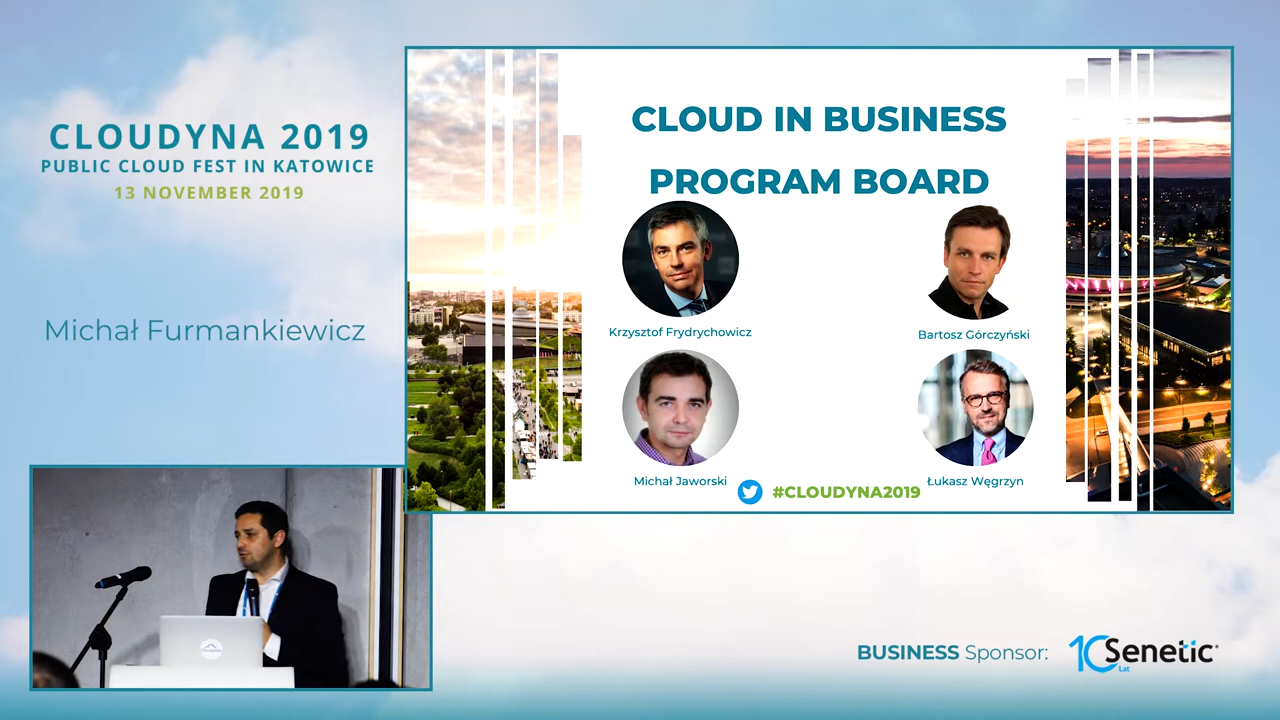 CLOUDYNA 2019
PUBLIC CLOUD FEST IN KATOWICE
13 NOVEMBER 2019
Michał Furmankiewicz
CLOUD IN BUSINESS
PROGRAM BOARD
Krzysztof Frydrychowicz
Bartosz Górczyński
Michał Jaworski
Łukasz Węgrzyn
#CLOUDYNA2019
BUSINESS Sponsor:
10 Lat Senetic